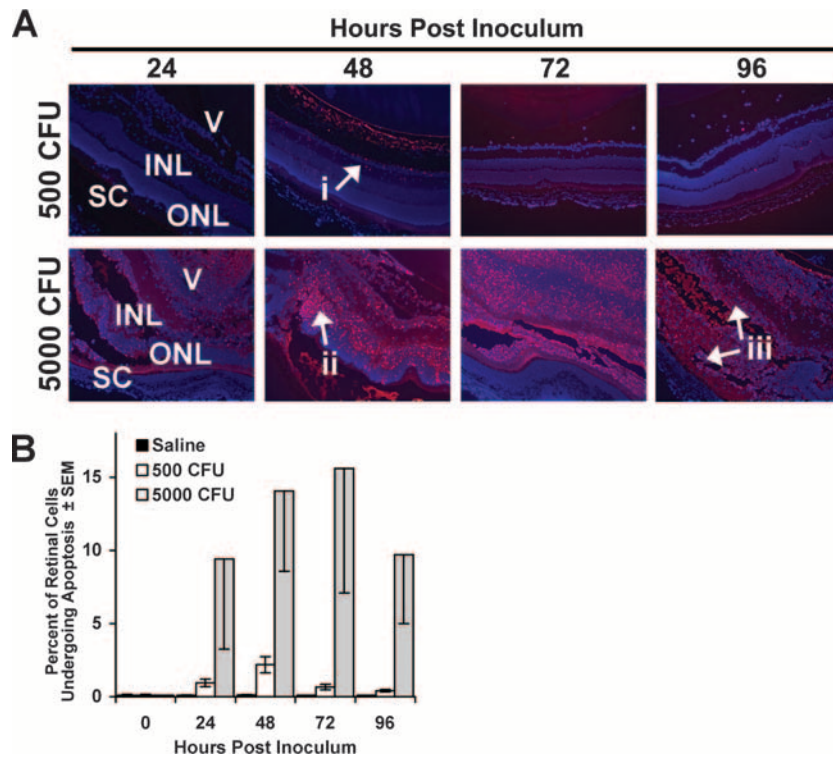 A
Hours Post Inoculum
24 48 72 96
500 CFU
V
INL
SC
ONL
i
5000 CFU
V
INL
ONL
SC
ii
iii
B
Saline
500 CFU
5000 CFU
Percent of Retinal Cells
Undergoing Apoptosis ± SEM
15
10
5
0
0 24 48 72 96
Hours Post Inoculum